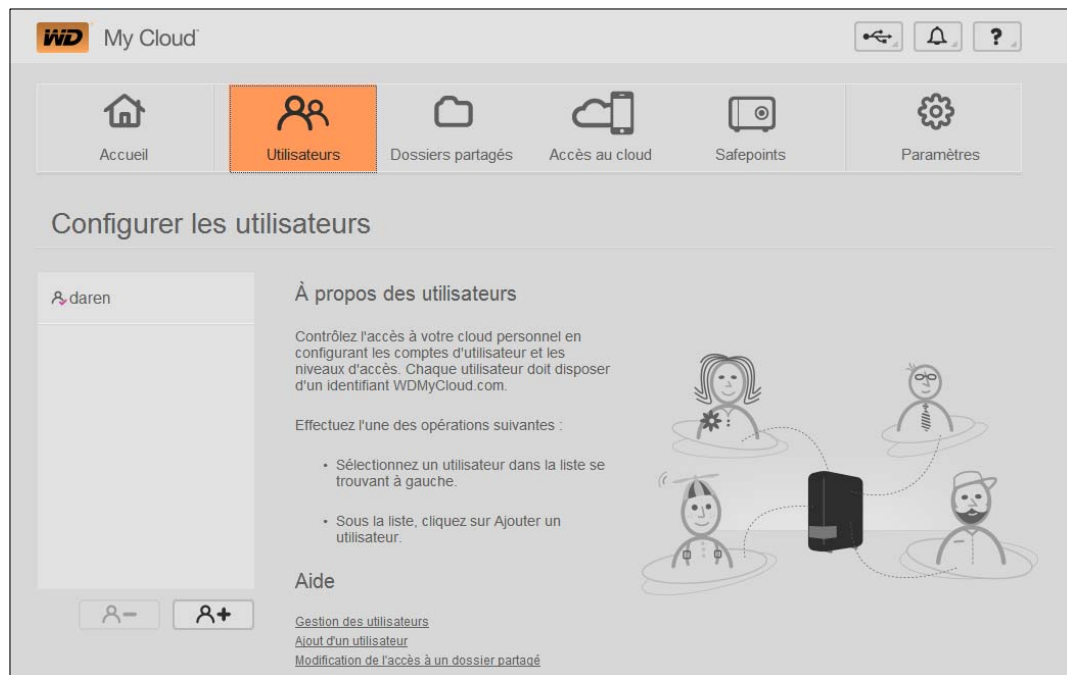 WD My Cloud
?
Accueil
Utilisateurs
Dossiers partagés
Accès au cloud
Safepoints
Paramètres
Configurer les utilisateurs
daren
À propos des utilisateurs
Contrôlez l'accès à votre cloud personnel en
configurant les comptes d'utilisateur et les
niveaux d'accès. Chaque utilisateur doit disposer
d'un identifiant WDMyCloud.com.
Effectuez l'une des opérations suivantes :
• Sélectionnez un utilisateur dans la liste se
trouvant à gauche.
• Sous la liste, cliquez sur Ajouter un
utilisateur.
Aide
Gestion des utilisateurs
Ajout d'un utilisateur
Modification de l'accès à un dossier partagé